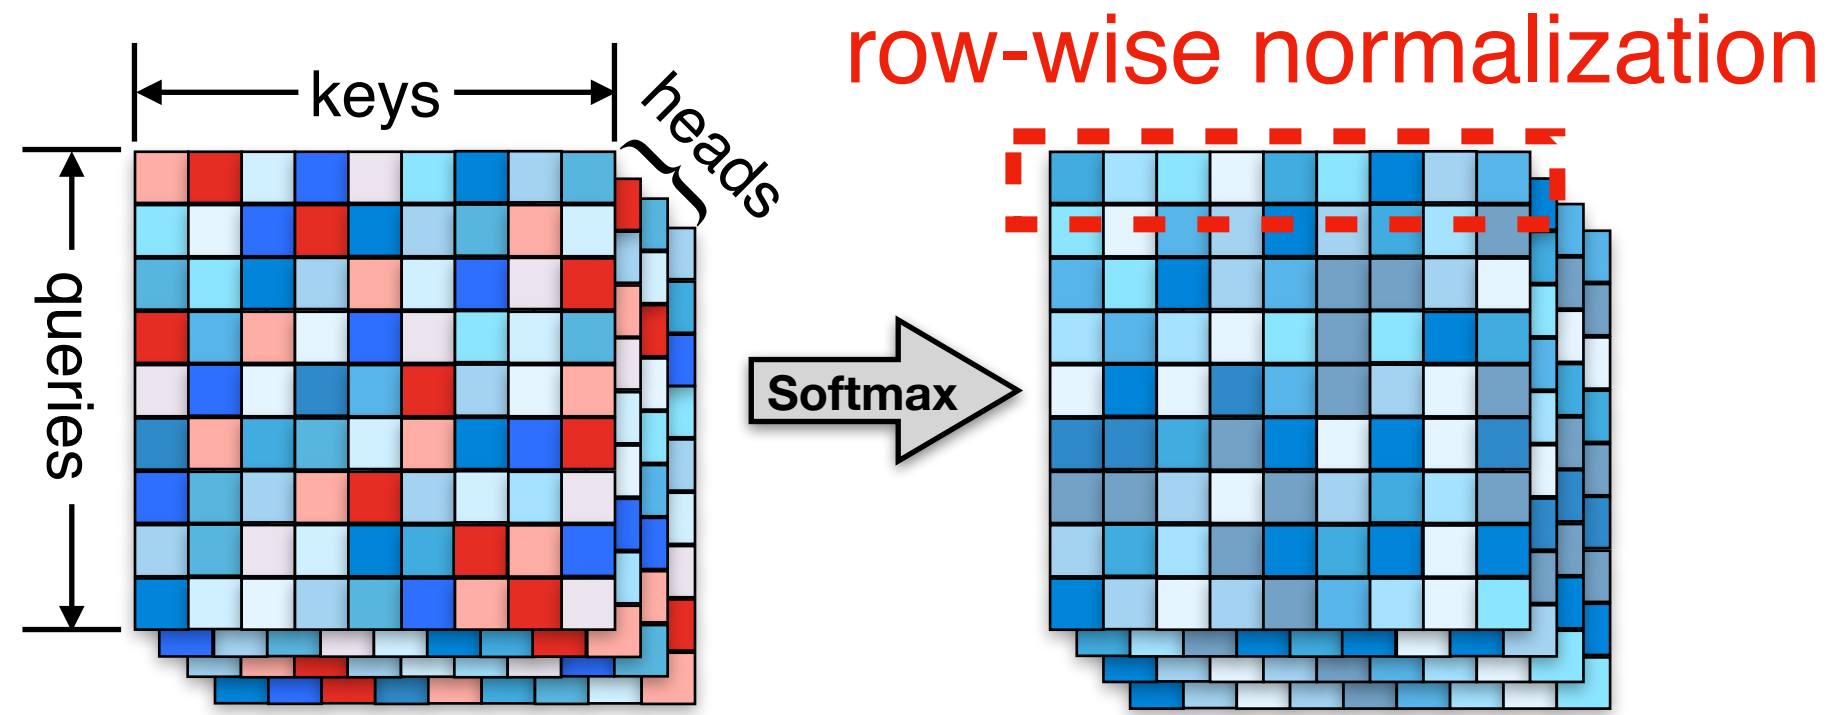 row-wise normalization
keys
heads
queries
Softmax